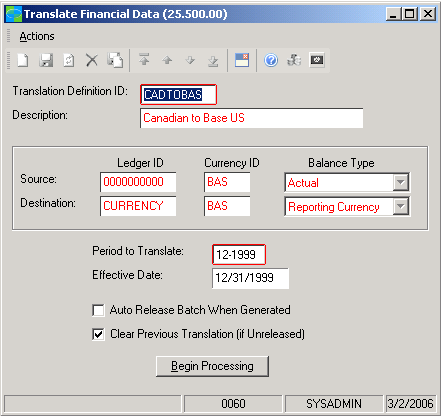 Translate Financial Data (25.500.00)
Actions
Translation Definition ID: CADTOBAS
Description: Canadian to Base US
Ledger ID Currency ID Balance Type
Source: 0000000000 BAS Actual
Destination: CURRENCY BAS Reporting Currency
Period to Translate: 12-1999
Effective Date: 12/31/1999
Auto Release Batch When Generated
Clear Previous Translation (if Unreleased)
Begin Processing
0060 SYSADMIN 3/2/2006